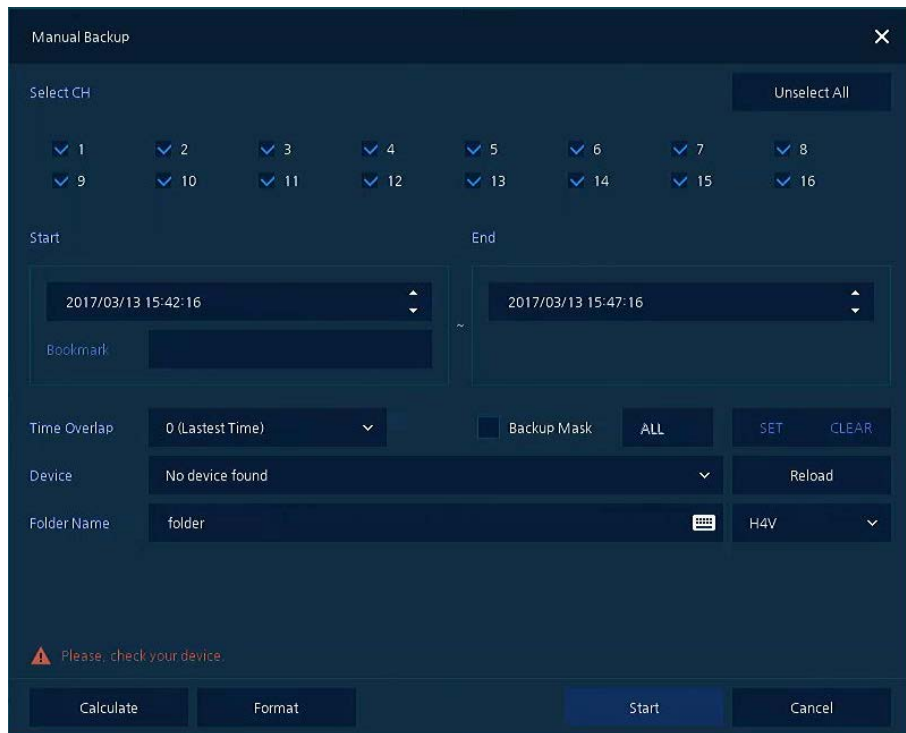 Manual Backup
Select CH Unselect All
1 2 3 4 5 6 7 8
9 10 11 12 13 14 15 16
Start End
2017/03/13 15:42:16 ~ 2017/03/13 15:47:16
Bookmark
Time Overlap 0 (Lastest Time) Backup Mask ALL SET CLEAR
Device No device found Reload
Folder Name folder H4V
Please, check your device.
Calculate Format Start Cancel